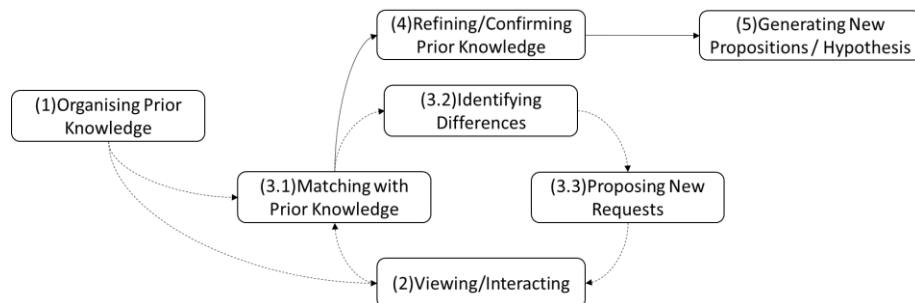 (4)Refining/Confirming
Prior Knowledge
(5)Generating New
Propositions / Hypothesis
(1)Organising Prior
Knowledge
(3.2)Identifying
Differences
(3.1)Matching with
Prior Knowledge
(3.3)Proposing New
Requests
(2)Viewing/Interacting